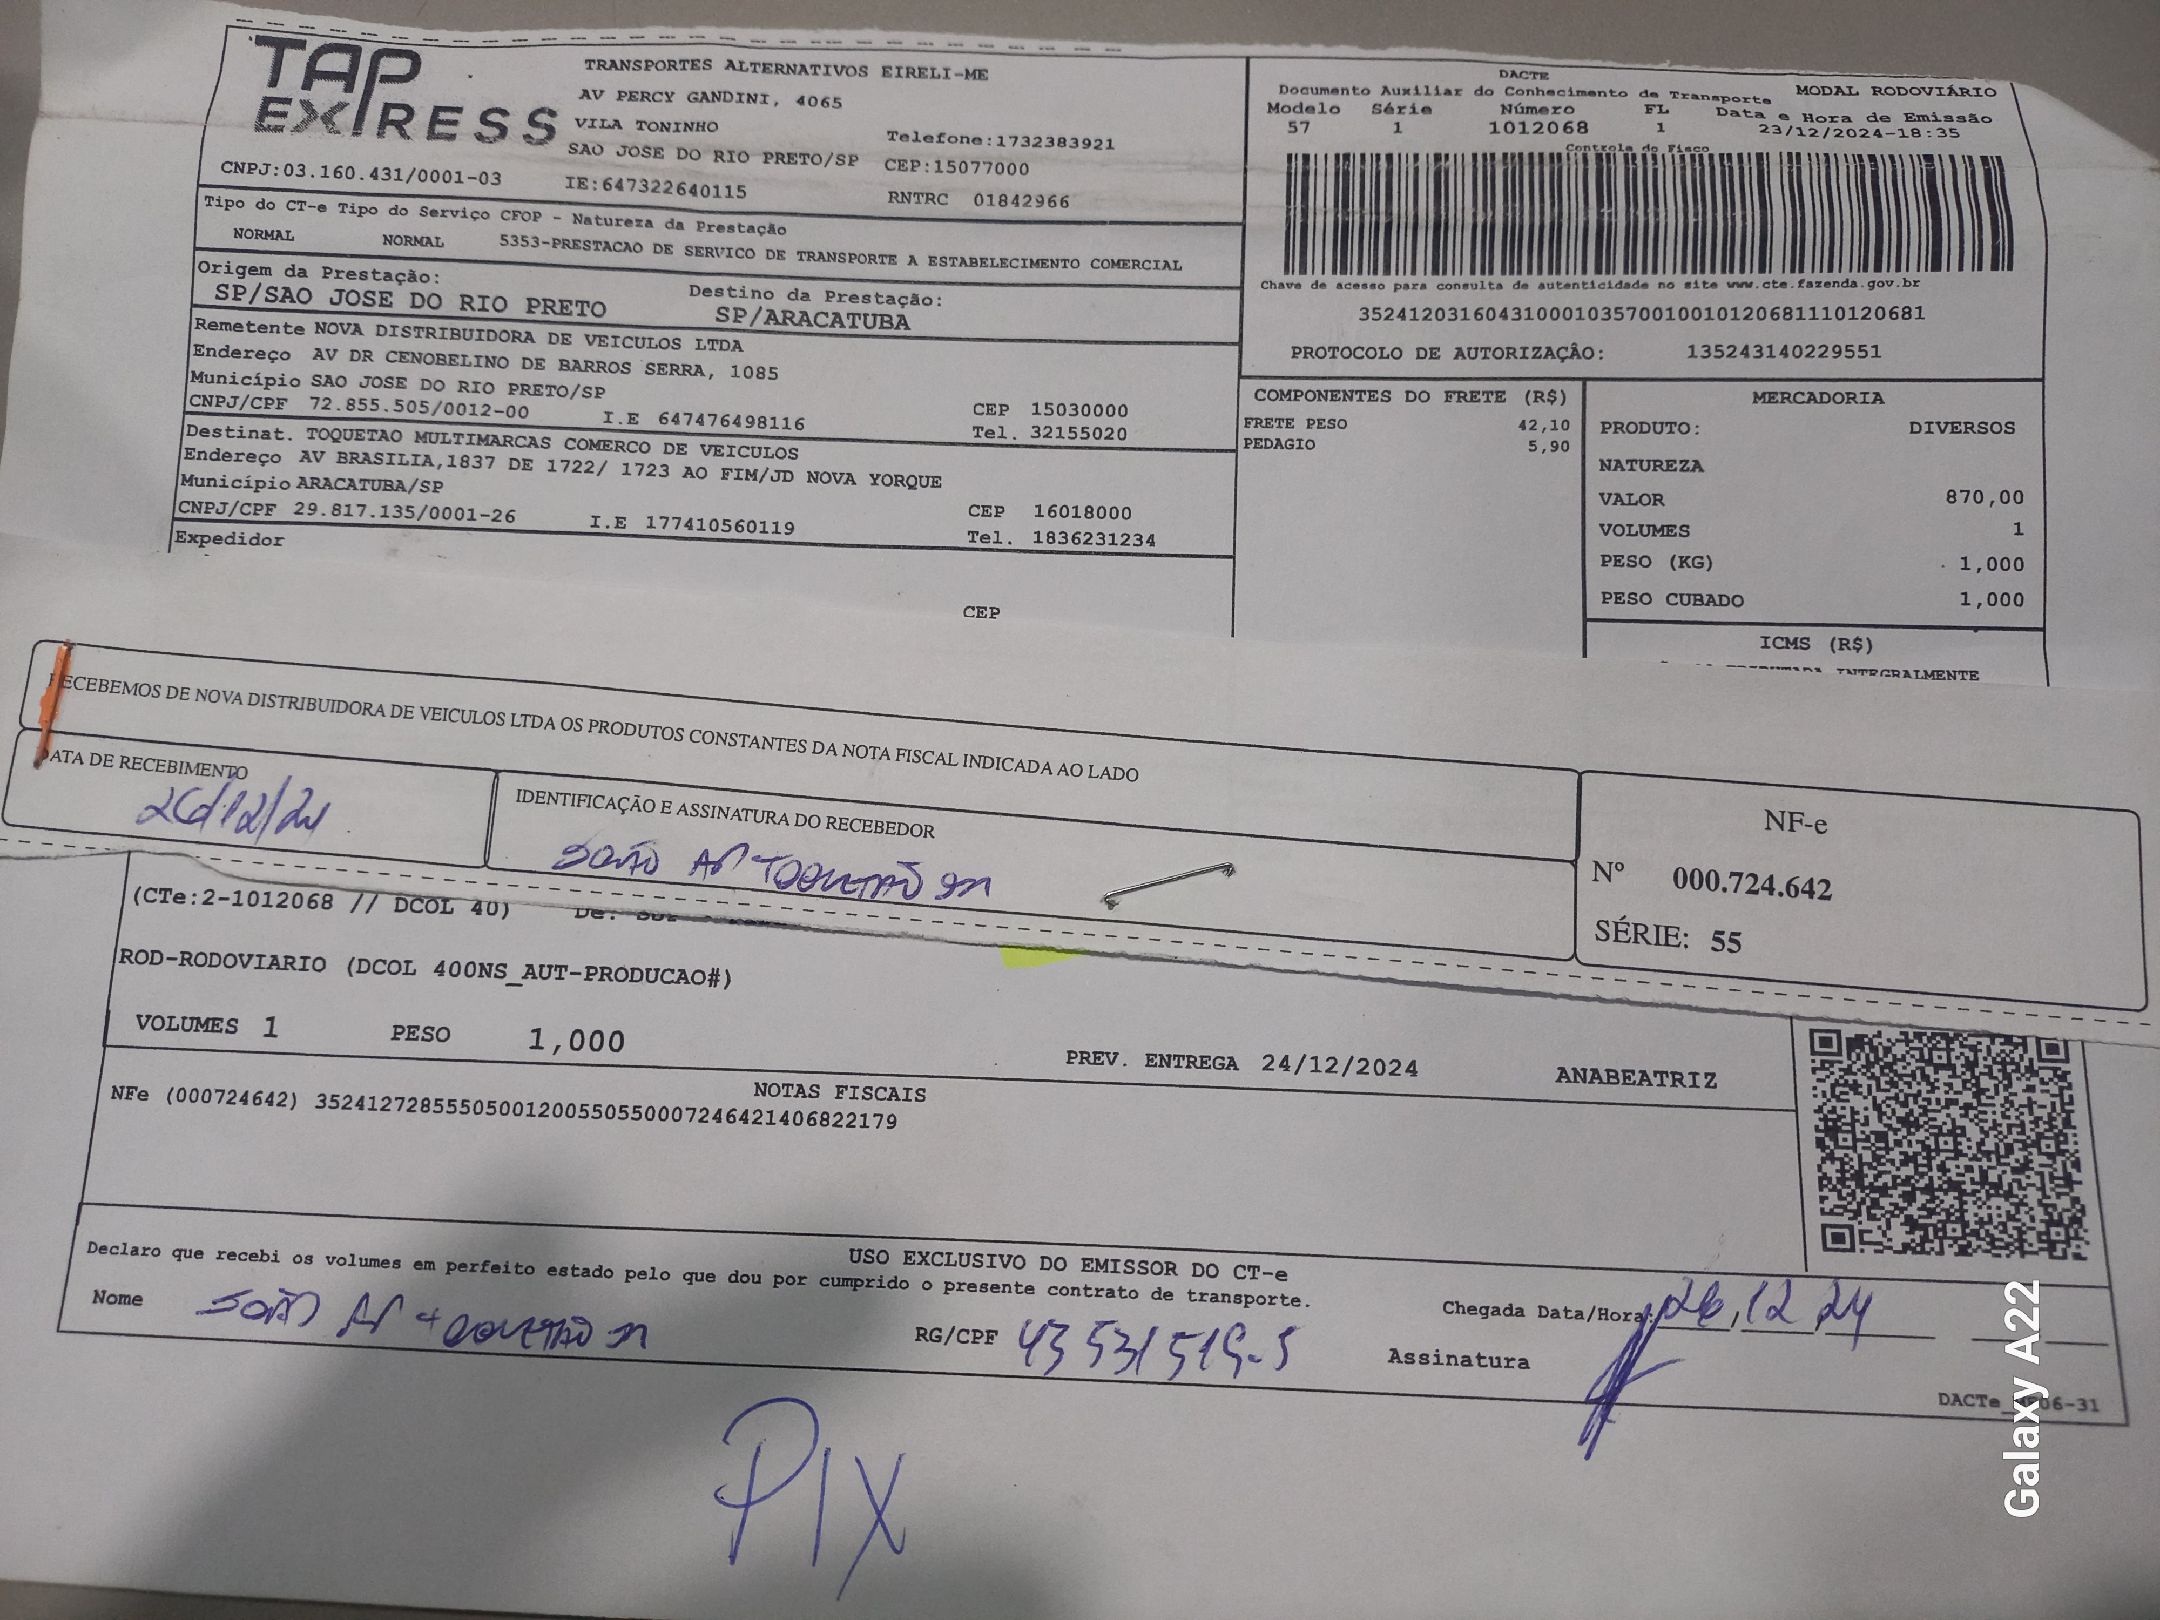 TAP EXPRESS
TRANSPORTES ALTERNATIVOS EIRELI-ME
AV PERCY GANDINI, 4065
VILA TONINHO
Telefone:1732383921
SAO JOSE DO RIO PRETO/SP CEP:15077000
CNPJ:03.160.431/0001-03 IE:647322640115 RNTRC 01842966
Tipo do CT-e Tipo do Serviço CFOP - Natureza da Prestação
NORMAL NORMAL 5353-PRESTACAO DE SERVICO DE TRANSPORTE A ESTABELECIMENTO COMERCIAL
Origem da Prestação: Destino da Prestação:
SP/SAO JOSE DO RIO PRETO SP/ARACATUBA
Remetente NOVA DISTRIBUIDORA DE VEICULOS LTDA
Endereço AV DR CENOBELINO DE BARROS SERRA, 1085
Município SAO JOSE DO RIO PRETO/SP CEP 15030000
CNPJ/CPF 72.855.505/0012-00 I.E 647476498116 Tel. 32155020
Destinat. TOQUETAO MULTIMARCAS COMERCO DE VEICULOS
Endereço AV BRASILIA,1837 DE 1722/ 1723 AO FIM/JD NOVA YORQUE
Município ARACATUBA/SP CEP 16018000
CNPJ/CPF 29.817.135/0001-26 I.E 177410560119 Tel. 1836231234
Expedidor
CEP
DACTE
Documento Auxiliar do Conhecimento de Transporte MODAL RODOVIÁRIO
Modelo Série Número FL Data e Hora de Emissão
57 1 1012068 1 23/12/2024-18:35
Controle do Fisco
Chave de acesso para consulta de autenticidade no site www.cte.fazenda.gov.br
35241203160431000103570010010120681110120681
PROTOCOLO DE AUTORIZAÇÂO: 135243140229551
COMPONENTES DO FRETE (R$)
FRETE PESO 42,10
PEDAGIO 5,90
MERCADORIA
PRODUTO: DIVERSOS
NATUREZA
VALOR 870,00
VOLUMES 1
PESO (KG) 1,000
PESO CUBADO 1,000
ICMS (R$)
INTEGRALMENTE
RECEBEMOS DE NOVA DISTRIBUIDORA DE VEICULOS LTDA OS PRODUTOS CONSTANTES DA NOTA FISCAL INDICADA AO LADO
DATA DE RECEBIMENTO
26/12/24
IDENTIFICAÇÃO E ASSINATURA DO RECEBEDOR
JOÃO TOQUETÃO
NF-e
Nº 000.724.642
SÉRIE: 55
(CTe:2-1012068 // DCOL 40) De:
ROD-RODOVIARIO (DCOL 400NS_AUT-PRODUCAO#)
VOLUMES 1 PESO 1,000 PREV. ENTREGA 24/12/2024 ANABEATRIZ
NOTAS FISCAIS
NFe (000724642) 35241272855505001200550550007246421406822179
USO EXCLUSIVO DO EMISSOR DO CT-e
Declaro que recebi os volumes em perfeito estado pelo que dou por cumprido o presente contrato de transporte.
Nome JOÃO TOQUETÃO RG/CPF Chegada Data/Hora: 26,12 24
Assinatura
PIX
Galaxy A22